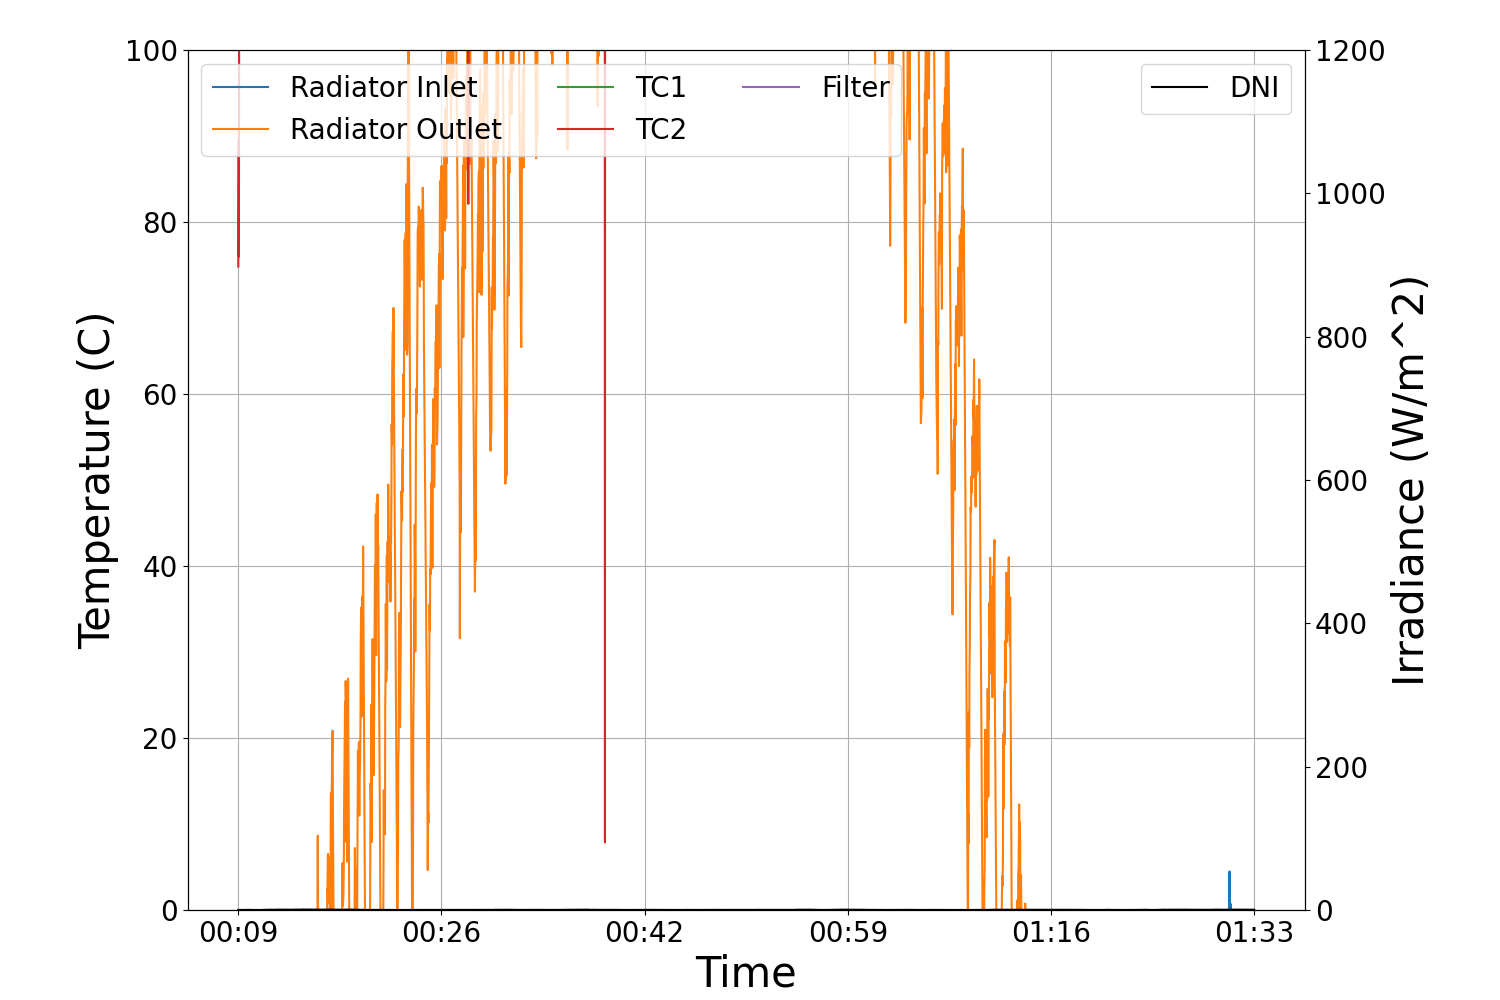 100
80
60
40
20
0
Temperature (C)
Radiator Inlet
Radiator Outlet
TC1
TC2
Filter
DNI
1200
1000
800
600
400
200
0
Irradiance (W/m^2)
00:09 00:26 00:42 00:59 01:16 01:33
Time